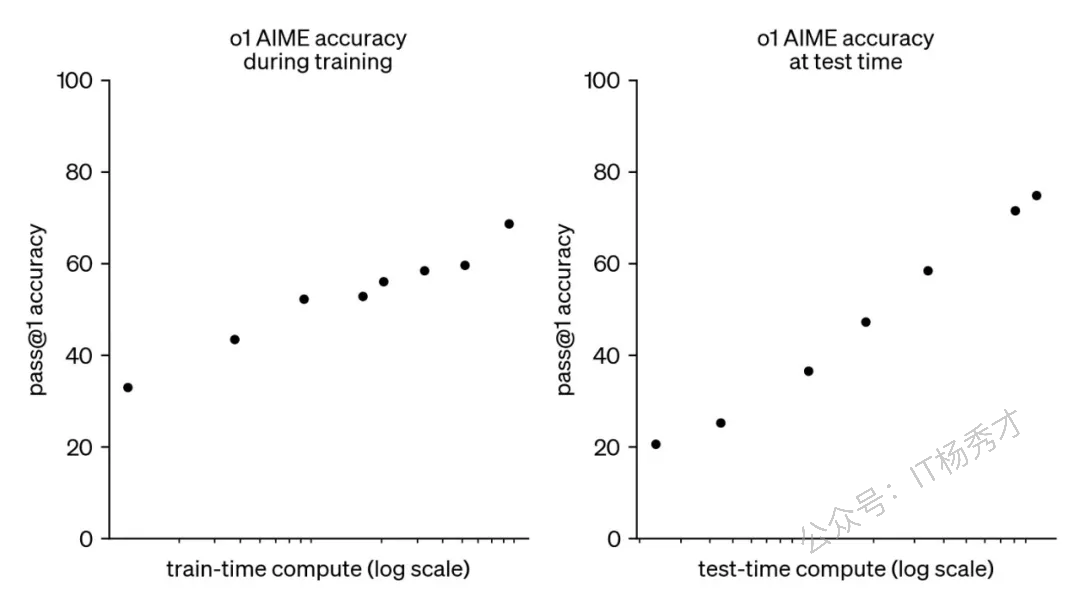 o1 AIME accuracy
during training
100
80
60
40
20
0
pass@1 accuracy
train-time compute (log scale)
o1 AIME accuracy
at test time
100
80
60
40
20
0
pass@1 accuracy
test-time compute (log scale)
公众号：IT杨秀才